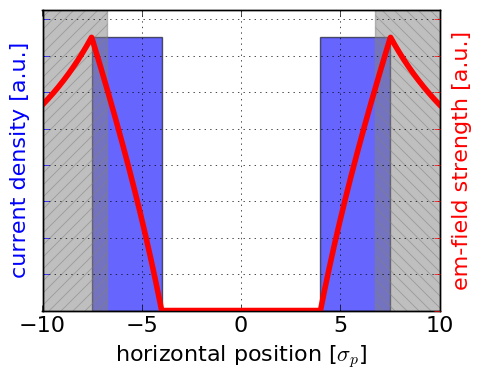 current density [a.u.]
em-field strength [a.u.]
−10 −5 0 5 10
horizontal position [σₚ]